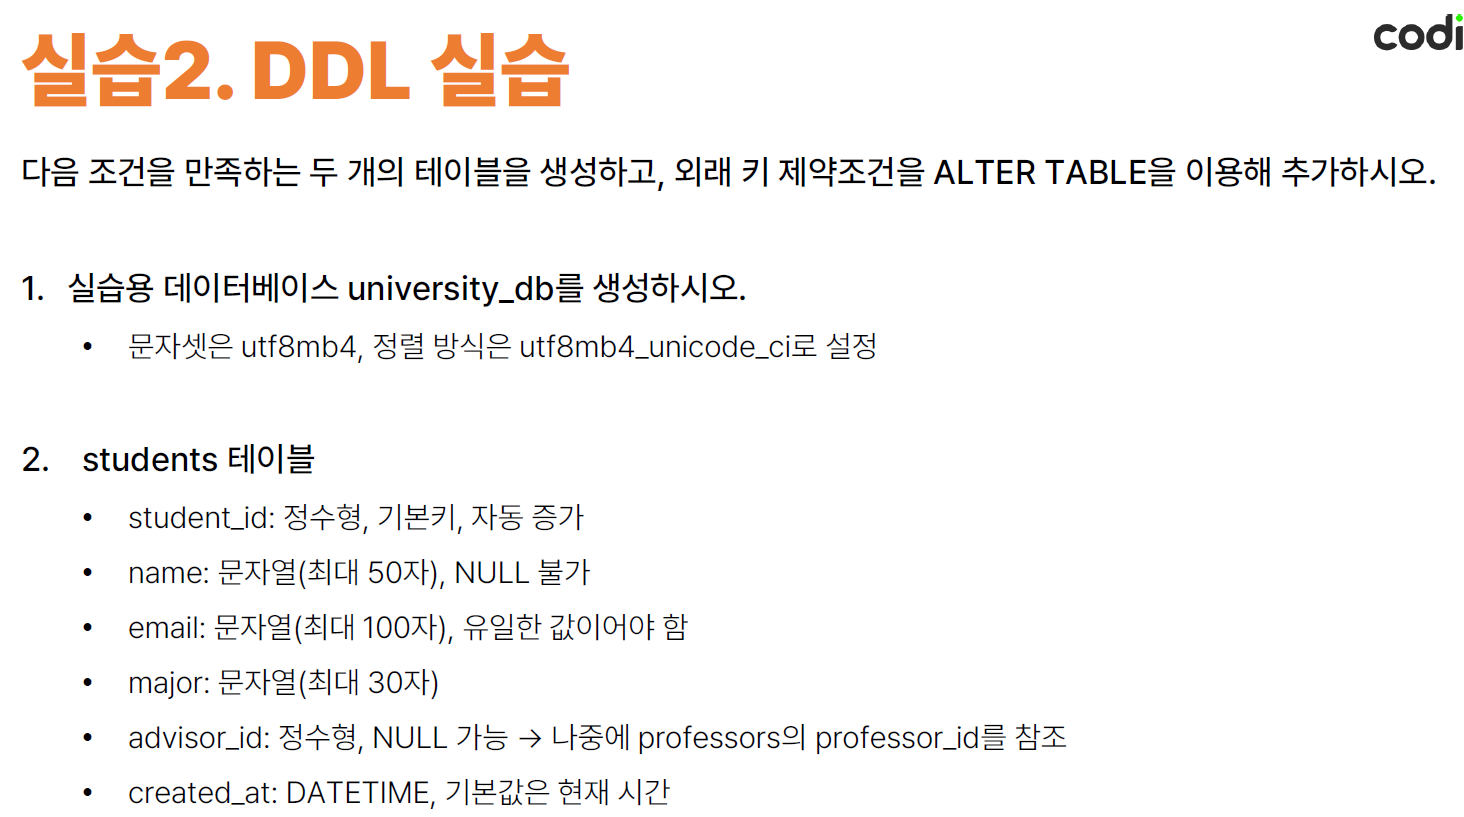 codi
실습2. DDL 실습
다음 조건을 만족하는 두 개의 테이블을 생성하고, 외래 키 제약조건을 ALTER TABLE을 이용해 추가하시오.
1. 실습용 데이터베이스 university_db를 생성하시오.
• 문자셋은 utf8mb4, 정렬 방식은 utf8mb4_unicode_ci로 설정
2. students 테이블
• student_id: 정수형, 기본키, 자동 증가
• name: 문자열(최대 50자), NULL 불가
• email: 문자열(최대 100자), 유일한 값이어야 함
• major: 문자열(최대 30자)
• advisor_id: 정수형, NULL 가능 → 나중에 professors의 professor_id를 참조
• created_at: DATETIME, 기본값은 현재 시간